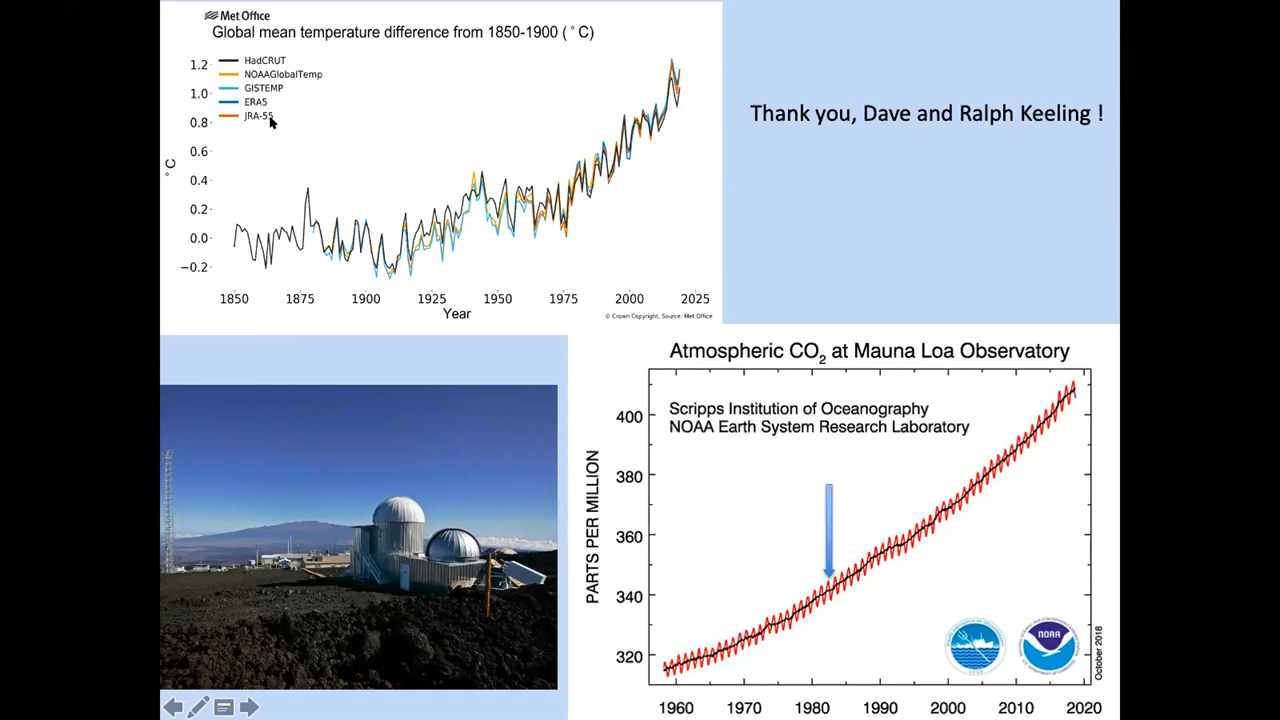 Met Office
Global mean temperature difference from 1850-1900 (°C)
HadCRUT
NOAAGlobalTemp
GISTEMP
ERA5
JRA-55
1.2
1.0
0.8
0.6
0.4
0.2
0.0
−0.2
°C
1850 1875 1900 1925 1950 1975 2000 2025
Year
© Crown Copyright. Source: Met Office
Thank you, Dave and Ralph Keeling !
Atmospheric CO₂ at Mauna Loa Observatory
Scripps Institution of Oceanography
NOAA Earth System Research Laboratory
400
380
360
340
320
PARTS PER MILLION
1960 1970 1980 1990 2000 2010 2020
NOAA
October 2018